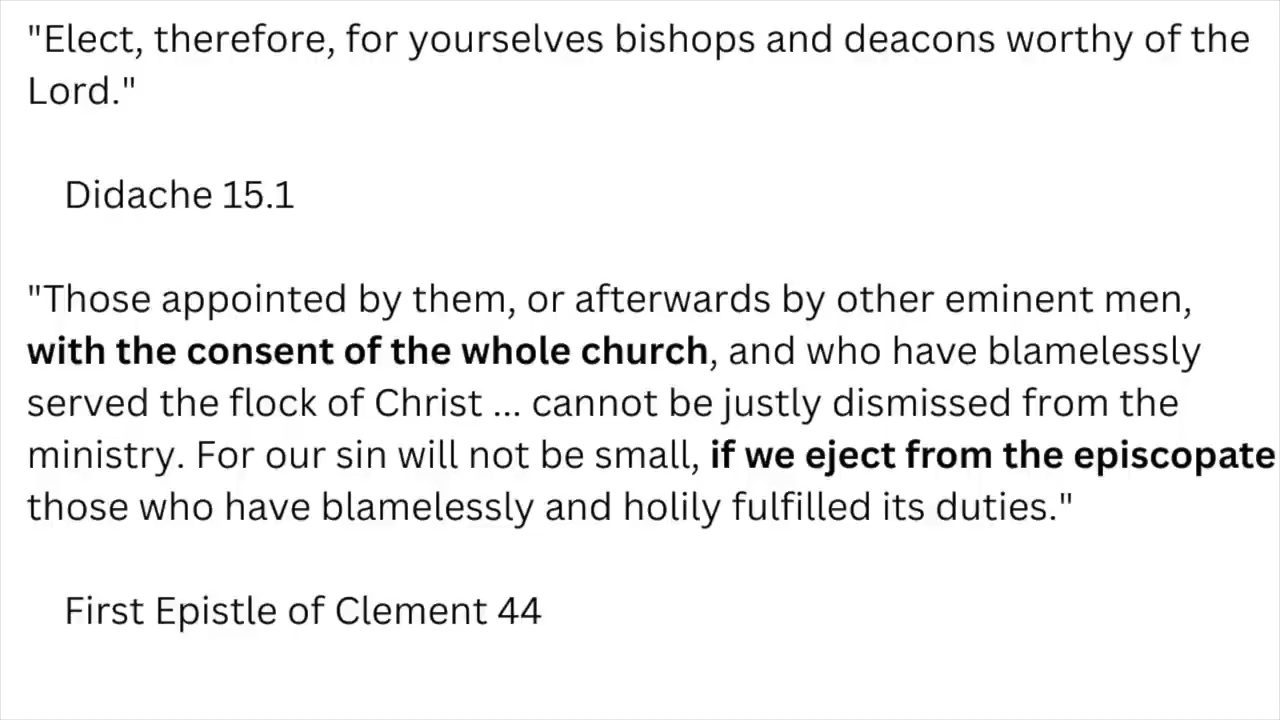 "Elect, therefore, for yourselves bishops and deacons worthy of the
Lord."
Didache 15.1
"Those appointed by them, or afterwards by other eminent men,
with the consent of the whole church, and who have blamelessly
served the flock of Christ ... cannot be justly dismissed from the
ministry. For our sin will not be small, if we eject from the episcopate
those who have blamelessly and holily fulfilled its duties."
First Epistle of Clement 44